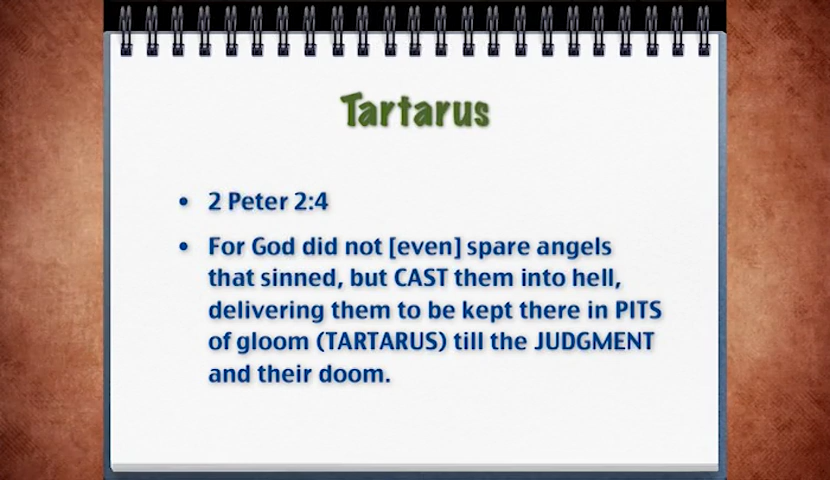 Tartarus
• 2 Peter 2:4
• For God did not [even] spare angels
that sinned, but CAST them into hell,
delivering them to be kept there in PITS
of gloom (TARTARUS) till the JUDGMENT
and their doom.